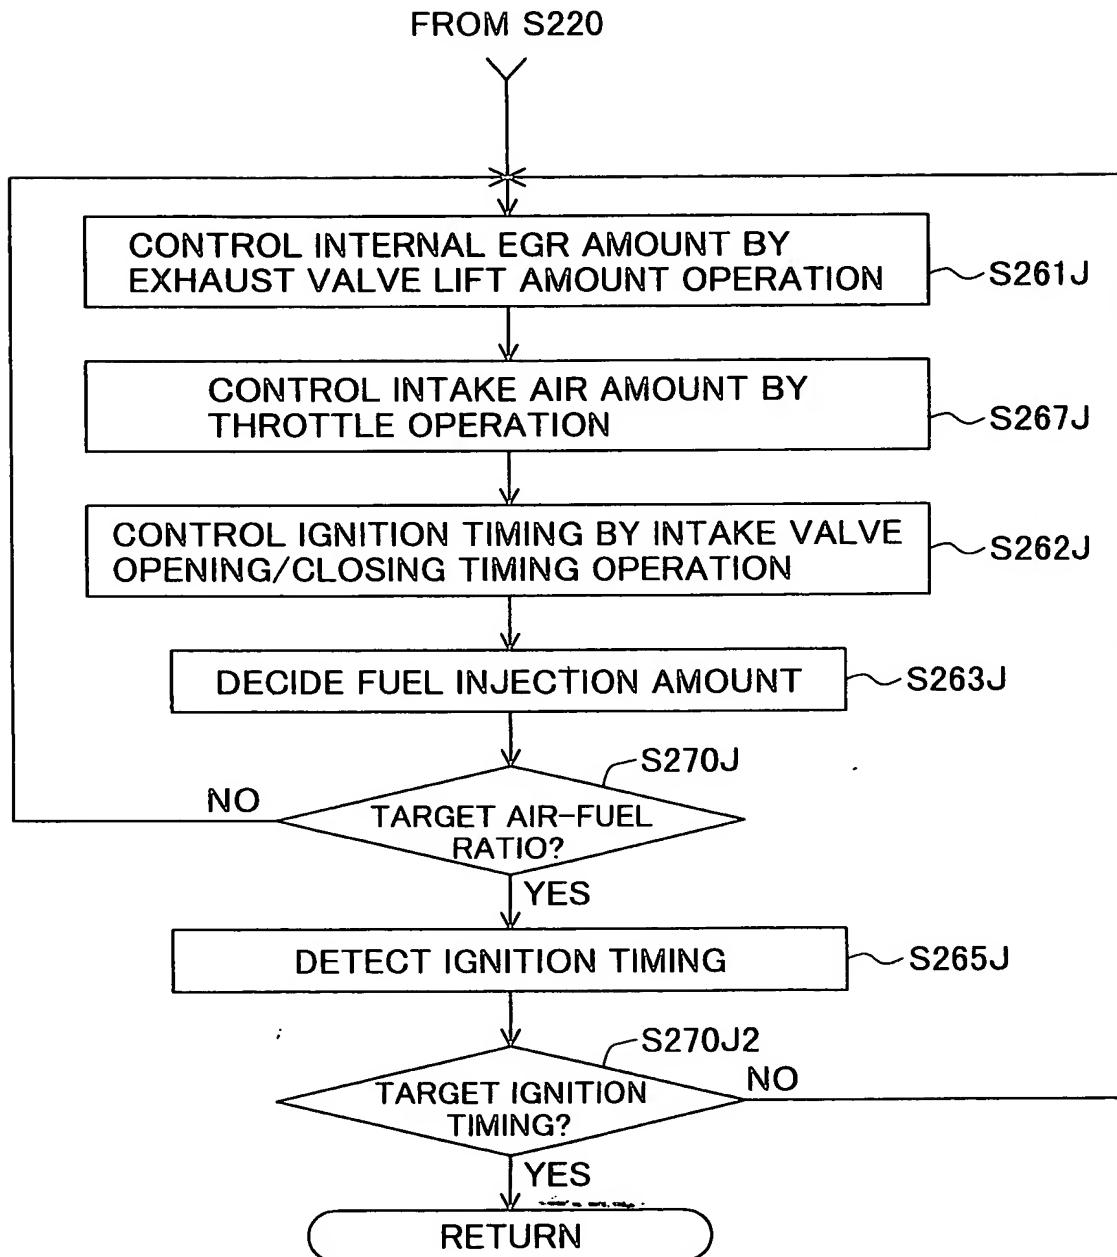 FROM S220
CONTROL INTERNAL EGR AMOUNT BY
EXHAUST VALVE LIFT AMOUNT OPERATION
S261J
CONTROL INTAKE AIR AMOUNT BY
THROTTLE OPERATION
S267J
CONTROL IGNITION TIMING BY INTAKE VALVE
OPENING/CLOSING TIMING OPERATION
S262J
DECIDE FUEL INJECTION AMOUNT
S263J
S270J
NO
TARGET AIR-FUEL
RATIO?
YES
DETECT IGNITION TIMING
S265J
S270J2
TARGET IGNITION
TIMING?
NO
YES
RETURN